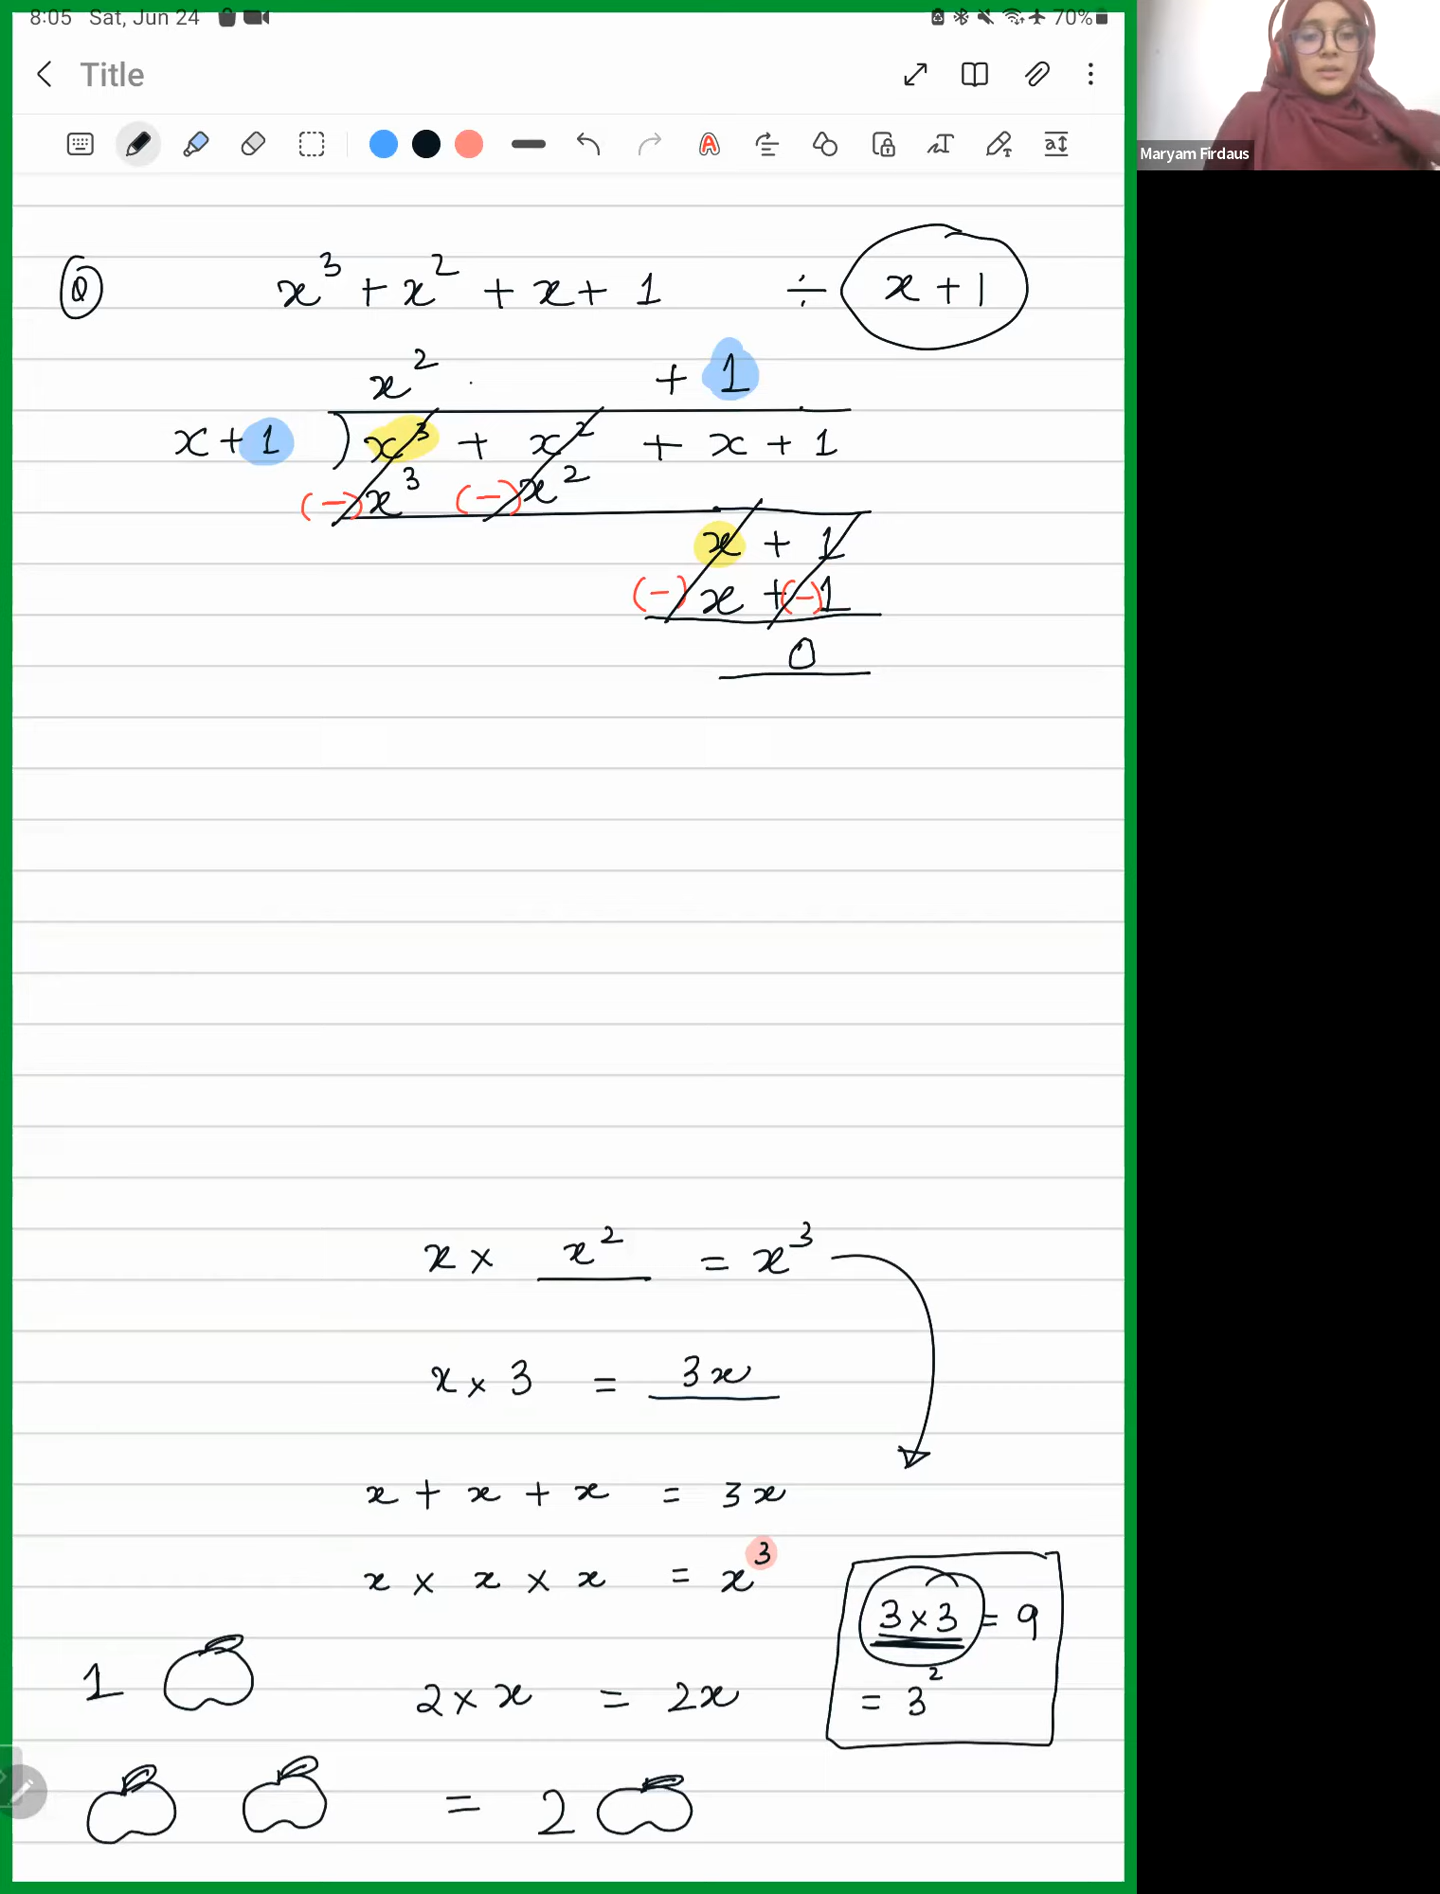 8:05 Sat, Jun 24
70%
Title
Maryam Firdaus
Q x³ + x² + x + 1 ÷ x + 1
x² + 1
x + 1 ) x³ + x² + x + 1
(-) x³ (-) x²
x + 1
(-) x + (-) 1
0
x × x² = x³
x × 3 = 3x
x + x + x = 3x
x × x × x = x³
3 × 3 = 9
= 3²
1
2 × x = 2x
= 2